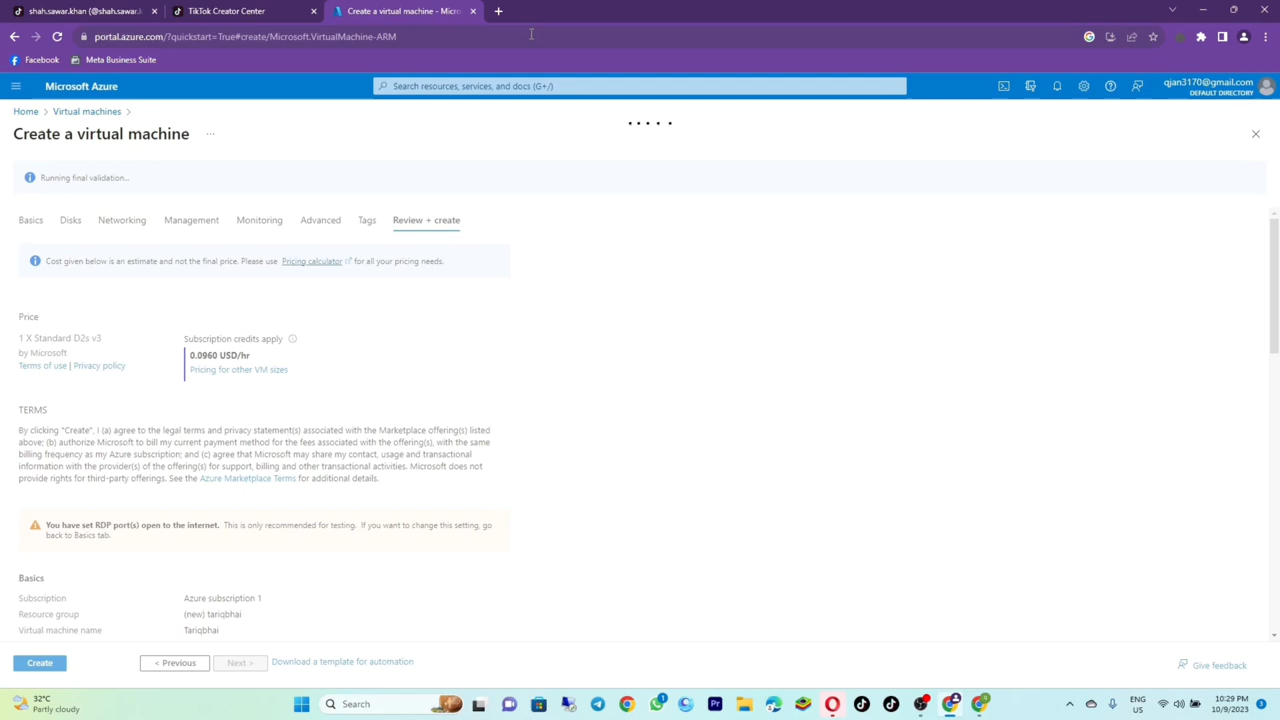 shah.sawar.khan@shah.sawar.k
TikTok Creator Center
Create a virtual machine - Micro
portal.azure.com/?quickstart=True#create/Microsoft.VirtualMachine-ARM
Facebook
Meta Business Suite
Microsoft Azure
Search resources, services, and docs (G+/)
qian3170@gmail.com
DEFAULT DIRECTORY
Home > Virtual machines >
Create a virtual machine ...
Running final validation...
Basics Disks Networking Management Monitoring Advanced Tags Review + create
Cost given below is an estimate and not the final price. Please use Pricing calculator for all your pricing needs.
Price
1 X Standard D2s v3
by Microsoft
Terms of use | Privacy policy
Subscription credits apply
0.0960 USD/hr
Pricing for other VM sizes
TERMS
By clicking "Create", I (a) agree to the legal terms and privacy statement(s) associated with the Marketplace offering(s) listed
above; (b) authorize Microsoft to bill my current payment method for the fees associated with the offering(s), with the same
billing frequency as my Azure subscription; and (c) agree that Microsoft may share my contact, usage and transactional
information with the provider(s) of the offering(s) for support, billing and other transactional activities. Microsoft does not
provide rights for third-party offerings. See the Azure Marketplace Terms for additional details.
You have set RDP port(s) open to the internet. This is only recommended for testing. If you want to change this setting, go
back to Basics tab.
Basics
Subscription Azure subscription 1
Resource group (new) tariqbhai
Virtual machine name Tariqbhai
Create
< Previous
Next >
Download a template for automation
Give feedback
32°C
Partly cloudy
Search
1
ENG
US
10:29 PM
10/9/2023